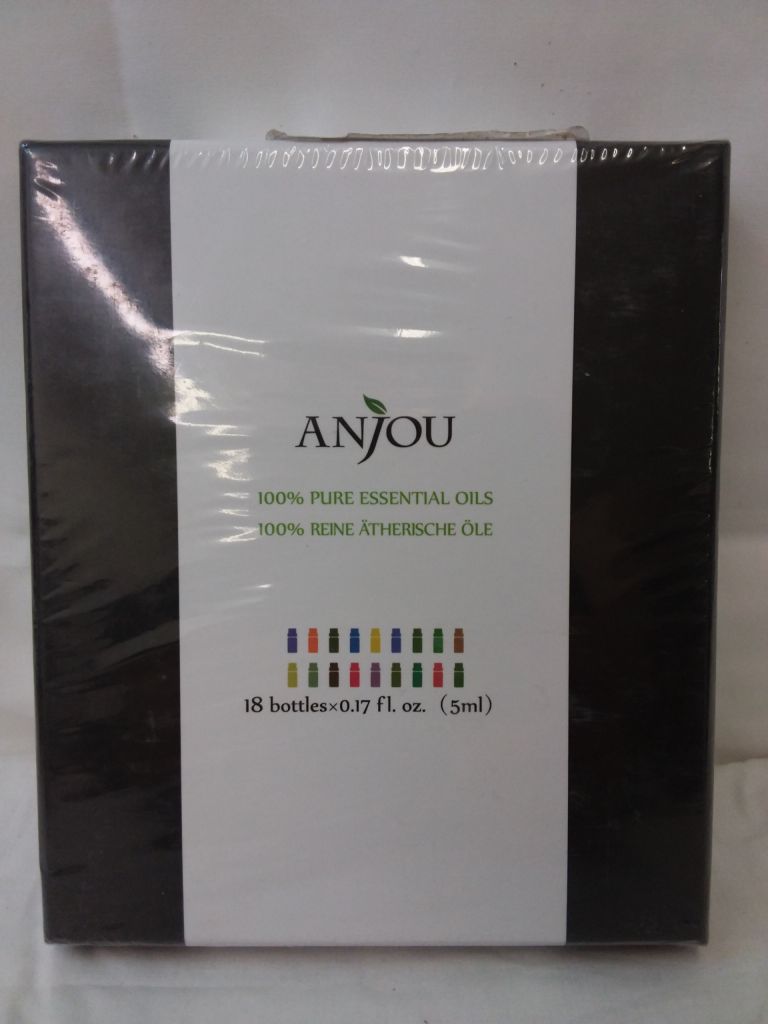 ANJOU
100% PURE ESSENTIAL OILS
100% REINE ÄTHERISCHE ÖLE
18 bottles×0.17 fl. oz. (5ml)